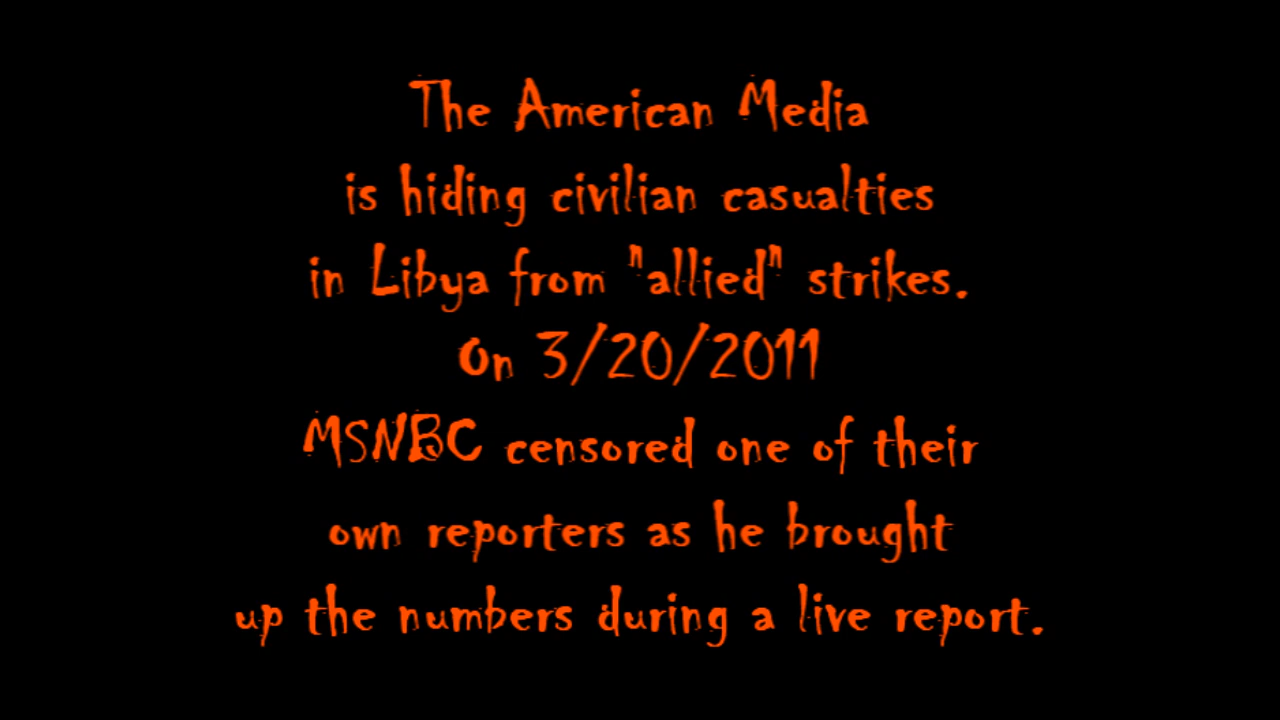 The American Media
is hiding civilian casualties
in Libya from "allied" strikes.
On 3/20/2011
MSNBC censored one of their
own reporters as he brought
up the numbers during a live report.